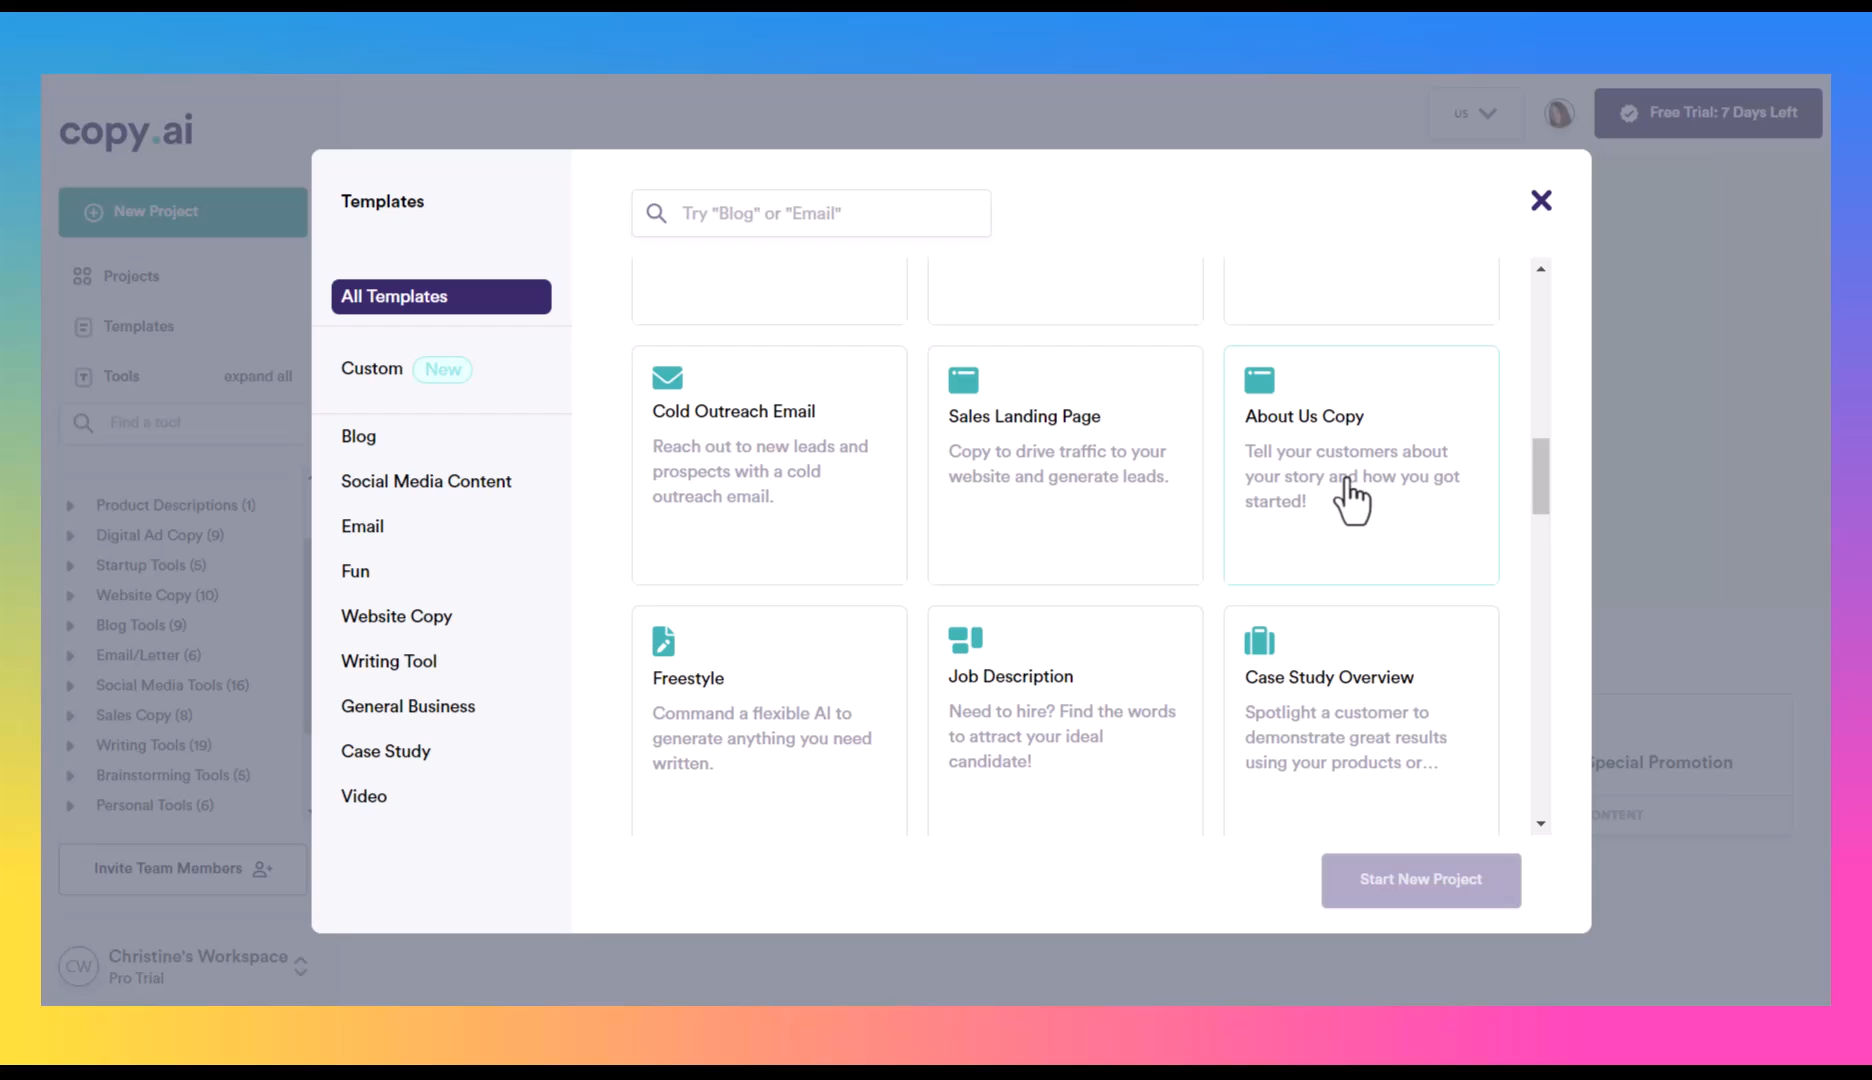 copy.ai
US
Free Trial: 7 Days Left
New Project
Projects
Templates
Tools
expand all
Find a tool
Product Descriptions (1)
Digital Ad Copy (9)
Startup Tools (5)
Website Copy (10)
Blog Tools (9)
Email/Letter (6)
Social Media Tools (16)
Sales Copy (8)
Writing Tools (19)
Brainstorming Tools (5)
Personal Tools (6)
Invite Team Members
CW
Christine's Workspace
Pro Trial
Templates
All Templates
Custom
New
Blog
Social Media Content
Email
Fun
Website Copy
Writing Tool
General Business
Case Study
Video
Try "Blog" or "Email"
Cold Outreach Email
Reach out to new leads and
prospects with a cold
outreach email.
Sales Landing Page
Copy to drive traffic to your
website and generate leads.
About Us Copy
Tell your customers about
your story and how you got
started!
Freestyle
Command a flexible AI to
generate anything you need
written.
Job Description
Need to hire? Find the words
to attract your ideal
candidate!
Case Study Overview
Spotlight a customer to
demonstrate great results
using your products or...
Start New Project
Special Promotion
ONTENT